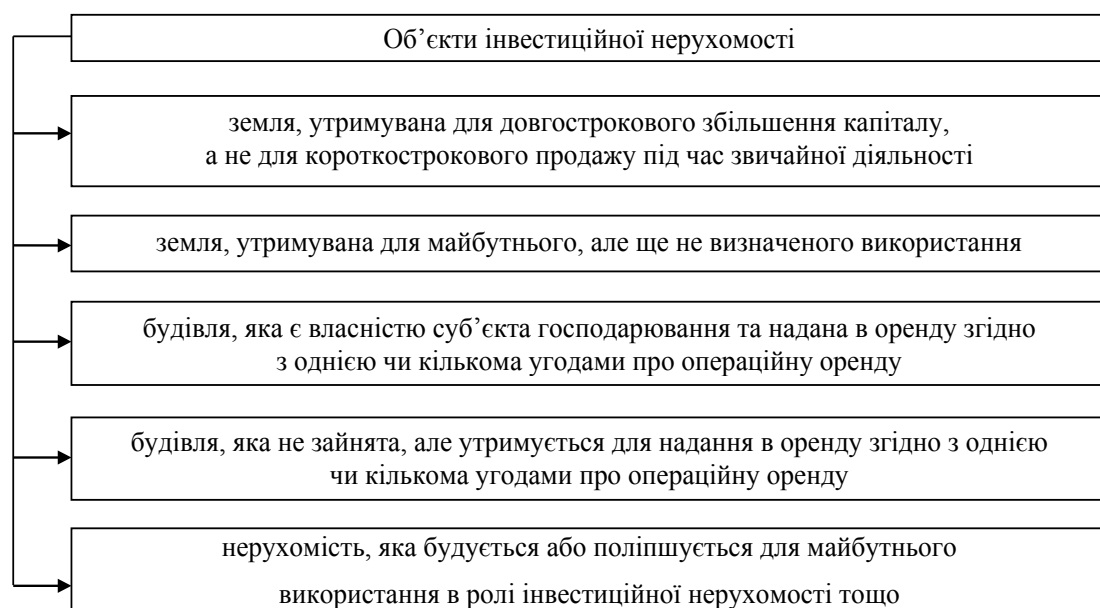 Об’єкти інвестиційної нерухомості
земля, утримувана для довгострокового збільшення капіталу,
а не для короткострокового продажу під час звичайної діяльності
земля, утримувана для майбутнього, але ще не визначеного використання
будівля, яка є власністю суб’єкта господарювання та надана в оренду згідно
з однією чи кількома угодами про операційну оренду
будівля, яка не зайнята, але утримується для надання в оренду згідно з однією
чи кількома угодами про операційну оренду
нерухомість, яка будується або поліпшується для майбутнього
використання в ролі інвестиційної нерухомості тощо